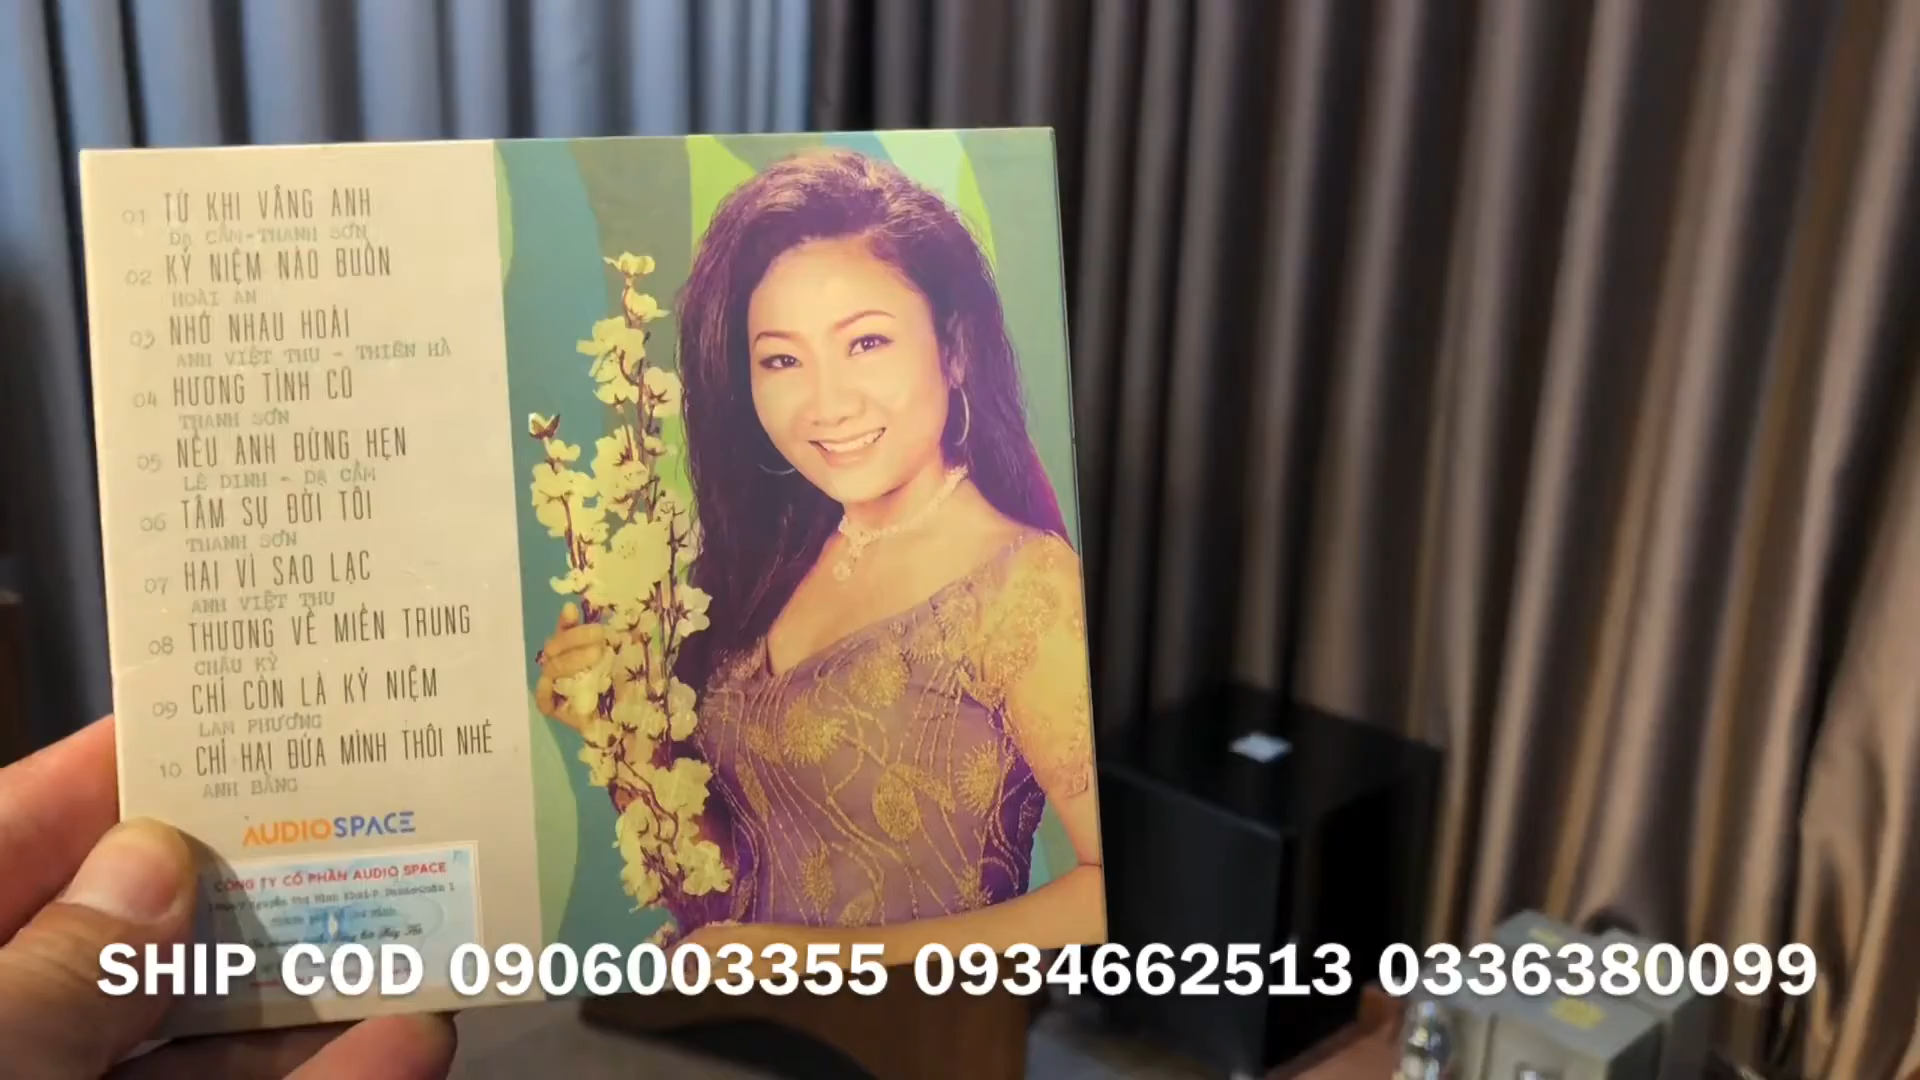 01 TỪ KHI VẮNG ANH
DẠ CẦM-THANH SƠN
02 KỶ NIỆM NÀO BUỒN
HOÀI AN
03 NHỚ NHAU HOÀI
ANH VIỆT THU - THIÊN HÀ
04 HƯƠNG TÌNH CŨ
THANH SƠN
05 NẾU ANH ĐỪNG HẸN
LÊ DINH - DẠ CẦM
06 TÂM SỰ ĐỜI TÔI
THANH SƠN
07 HAI VÌ SAO LẠC
ANH VIỆT THU
08 THƯƠNG VỀ MIỀN TRUNG
CHÂU KỲ
09 CHỈ CÒN LÀ KỶ NIỆM
LAM PHƯƠNG
10 CHỈ HAI ĐỨA MÌNH THÔI NHÉ
ANH BẰNG
AUDIOSPACE
CÔNG TY CỔ PHẦN AUDIO SPACE
SHIP COD 0906003355 0934662513 0336380099